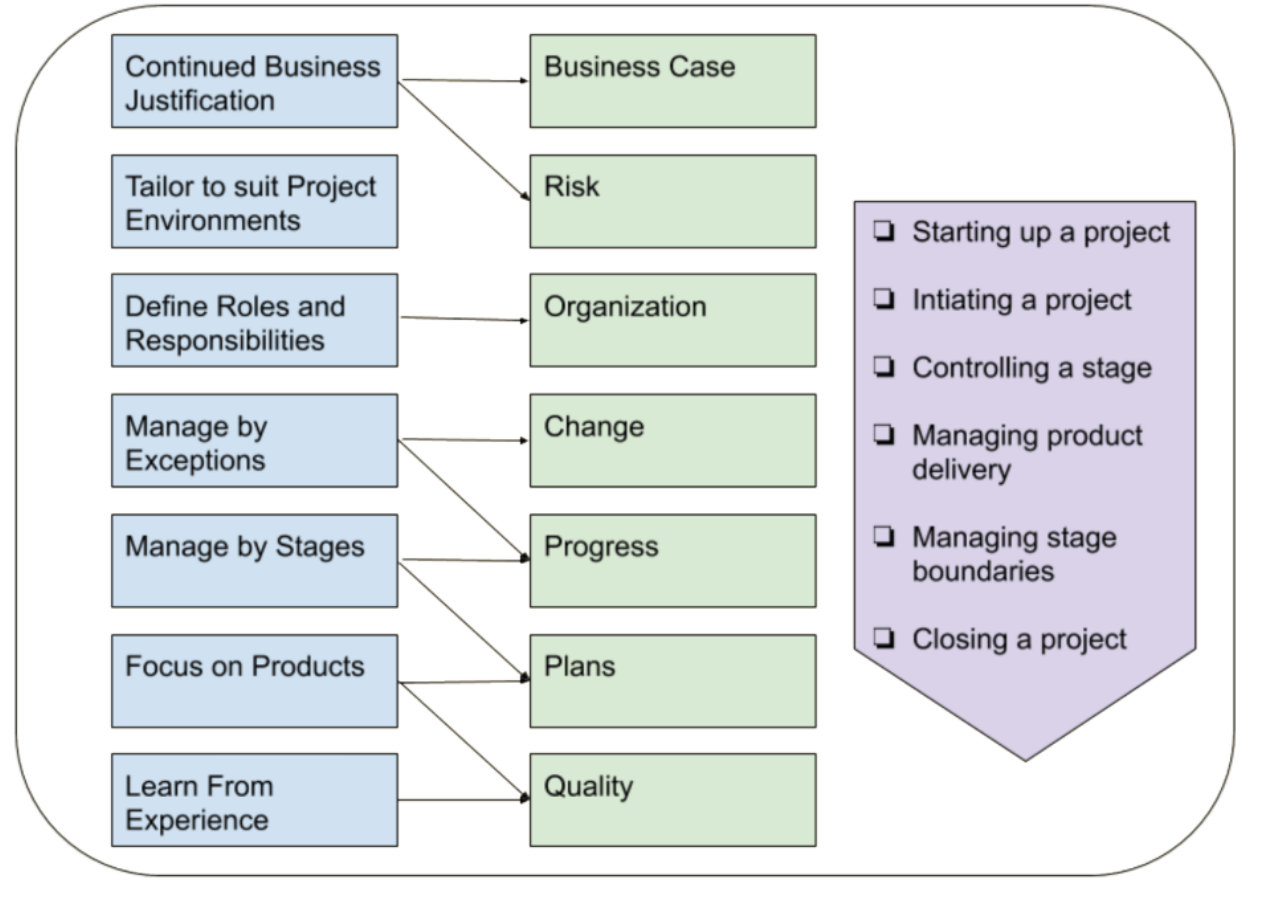 Continued Business
Justification
Business Case
Tailor to suit Project
Environments
Risk
Define Roles and
Responsibilities
Organization
Manage by
Exceptions
Change
Manage by Stages
Progress
Focus on Products
Plans
Learn From
Experience
Quality
❏ Starting up a project
❏ Intiating a project
❏ Controlling a stage
❏ Managing product
delivery
❏ Managing stage
boundaries
❏ Closing a project